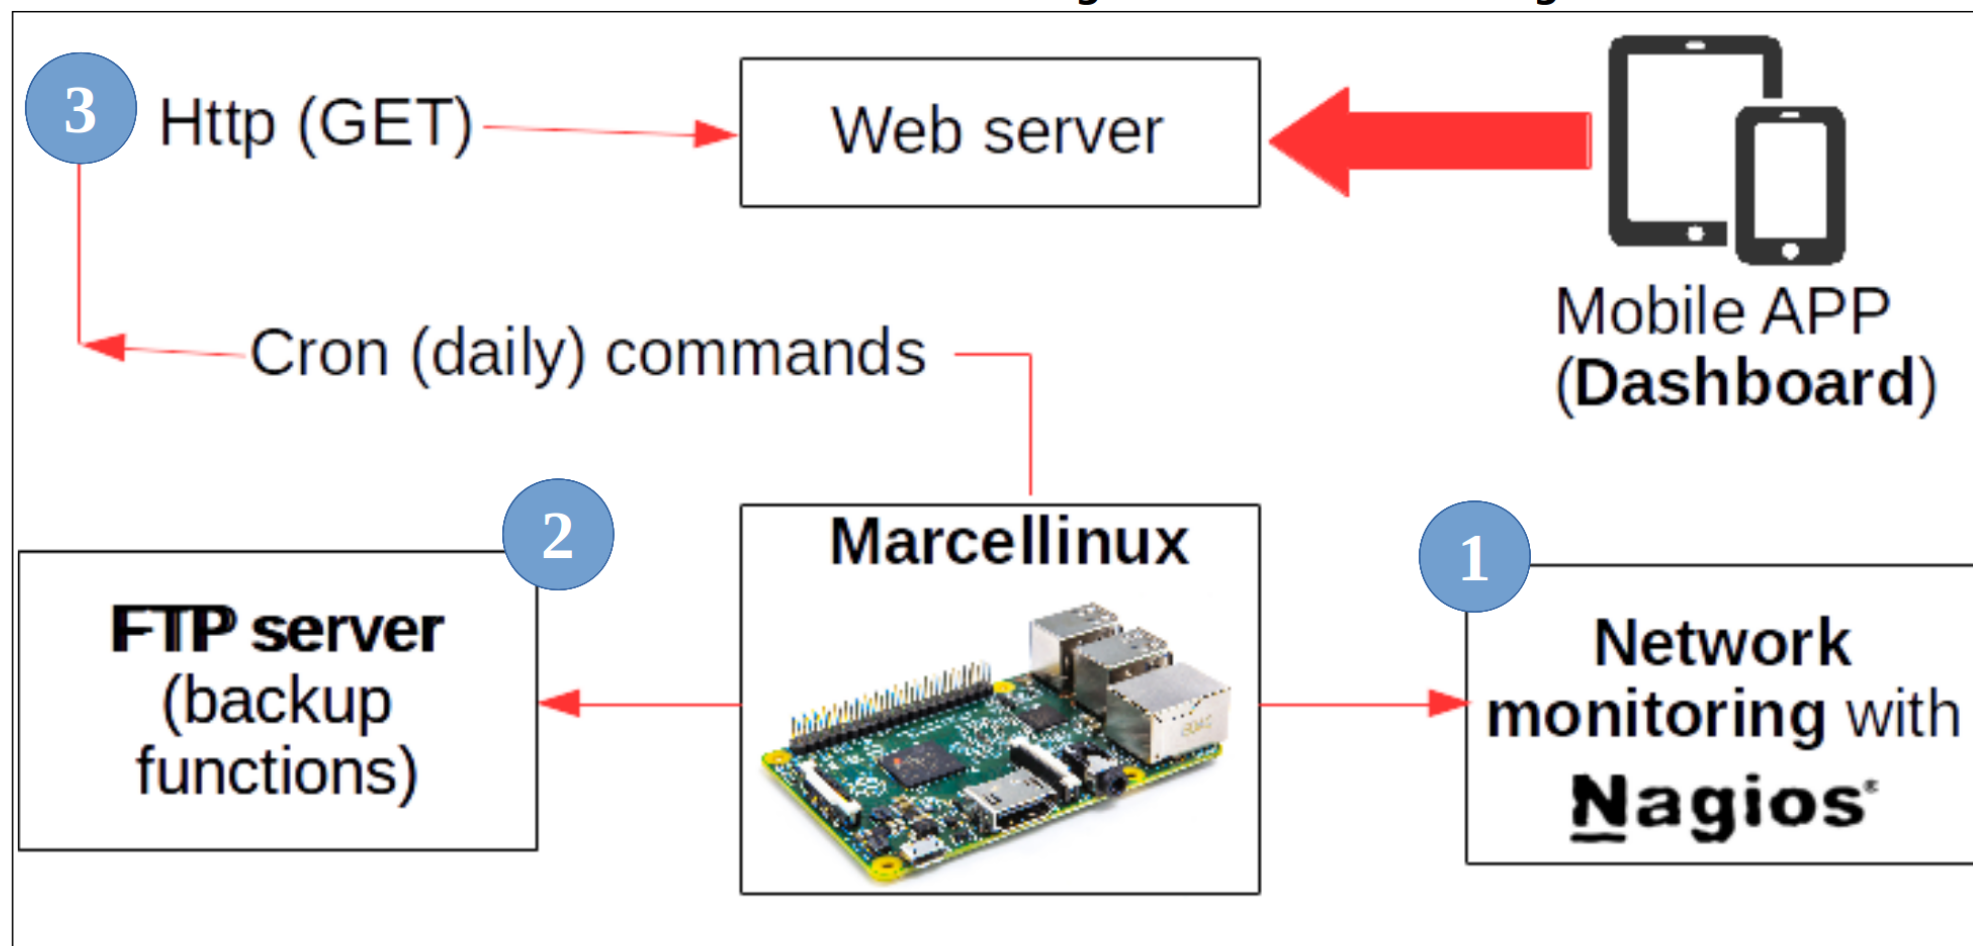 3
Http (GET)
Web server
Mobile APP
(Dashboard)
Cron (daily) commands
2
FTP server
(backup
functions)
Marcellinux
1
Network
monitoring with
Nagios®